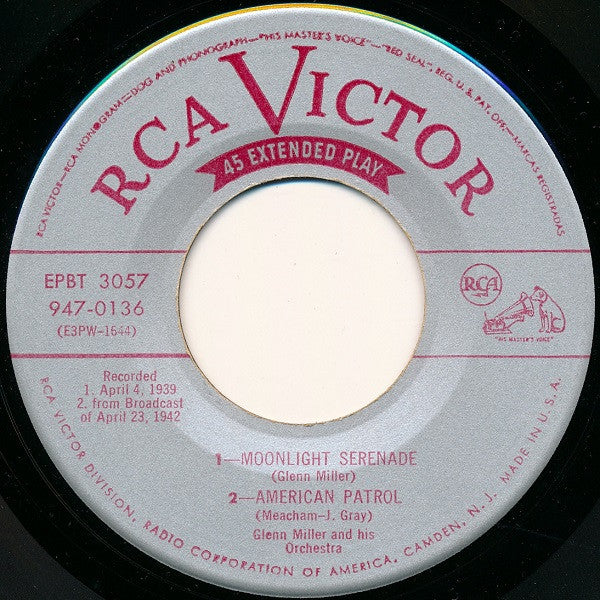 RCAVICTOR—RCA MONOGRAM—DOG AND PHONOGRAPH—"HIS MASTER'S VOICE"—"RED SEAL", REG. U.S. PAT. OFF.—MARCAS REGISTRADAS
RCA VICTOR
45 EXTENDED PLAY
EPBT 3057
947-0136
(E3PW-1644)
RCA
"HIS MASTER'S VOICE"
Recorded
1. April 4, 1939
2. from Broadcast
of April 23, 1942
1—MOONLIGHT SERENADE
(Glenn Miller)
2—AMERICAN PATROL
(Meacham-J. Gray)
Glenn Miller and his
Orchestra
RCA VICTOR DIVISION, RADIO CORPORATION OF AMERICA, CAMDEN, N. J. MADE IN U.S.A.